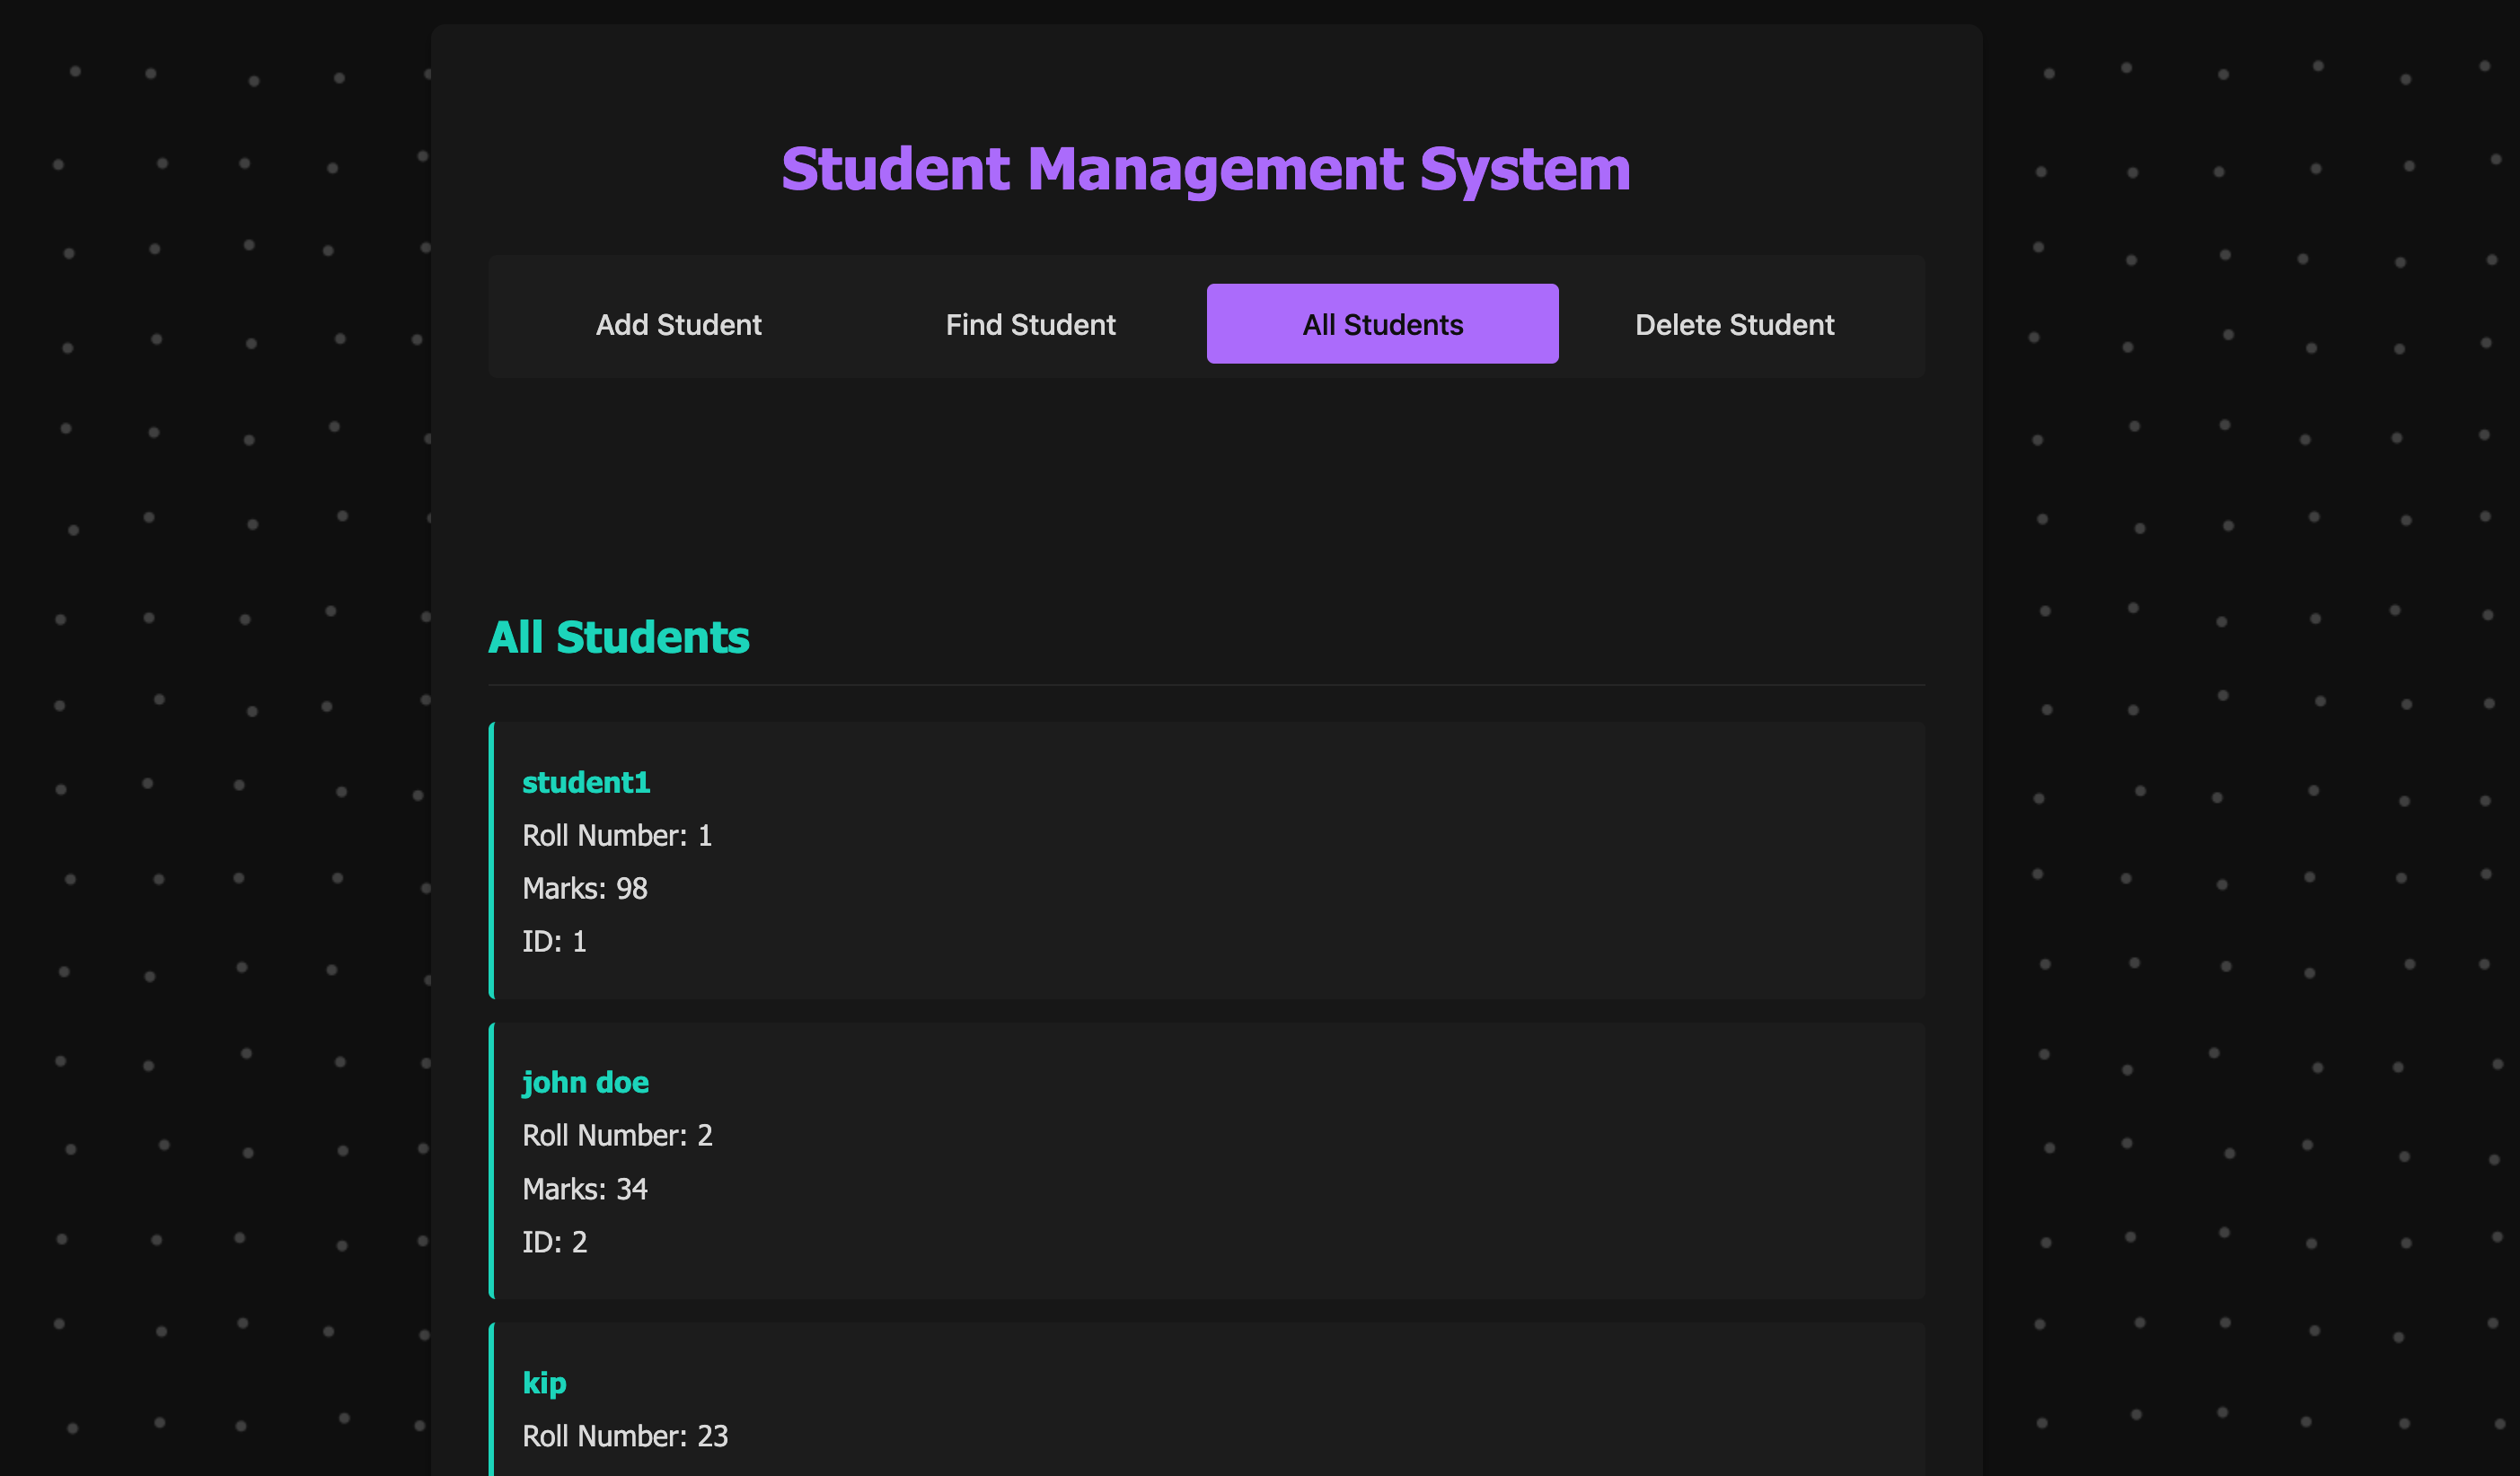 Student Management System
Add Student Find Student All Students Delete Student
All Students
student1
Roll Number: 1
Marks: 98
ID: 1
john doe
Roll Number: 2
Marks: 34
ID: 2
kip
Roll Number: 23